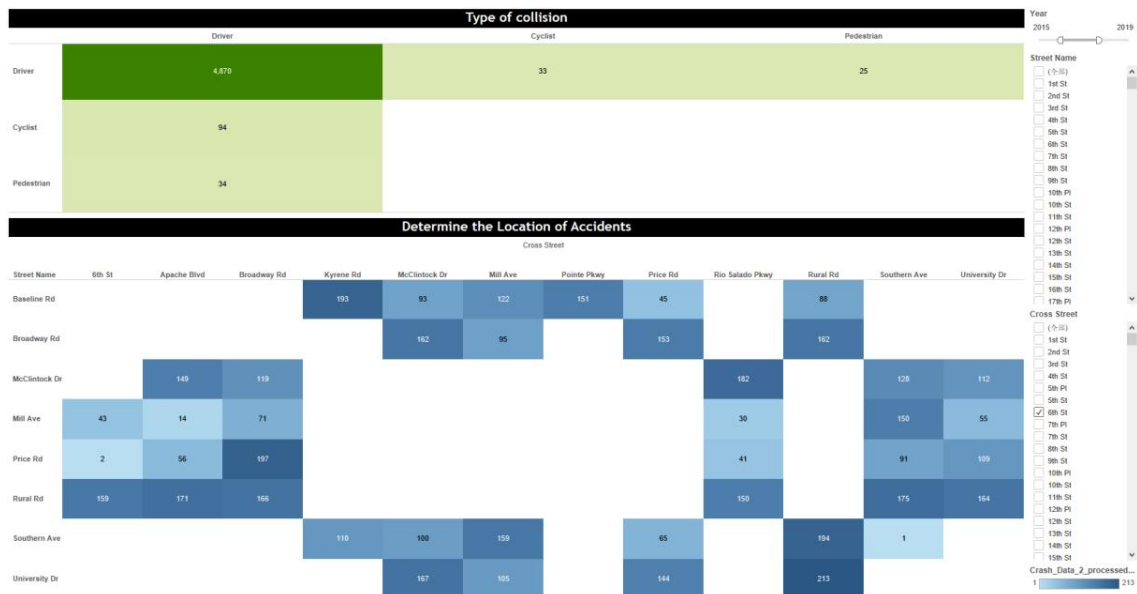 Type of collision
Driver Cyclist Pedestrian
Driver 4,870 33 25
Cyclist 94
Pedestrian 34
Determine the Location of Accidents
Cross Street
Street Name 6th St Apache Blvd Broadway Rd Kyrene Rd McClintock Dr Mill Ave Pointe Pkwy Price Rd Rio Salado Pkwy Rural Rd Southern Ave University Dr
Baseline Rd 193 93 122 151 45 88
Broadway Rd 162 95 153 162
McClintock Dr 149 119 182 128 112
Mill Ave 43 14 71 30 150 55
Price Rd 2 56 197 41 91 109
Rural Rd 159 171 166 150 175 164
Southern Ave 110 100 159 65 194 1
University Dr 167 105 144 213
Year
2015 2019
Street Name
(全部)
1st St
2nd St
3rd St
4th St
5th St
6th St
7th St
8th St
9th St
10th Pl
10th St
11th St
12th Pl
12th St
13th St
14th St
15th St
16th St
17th Pl
Cross Street
(全部)
1st St
2nd St
3rd St
4th St
5th Pl
5th St
6th St
7th Pl
7th St
8th St
9th St
10th Pl
10th St
11th St
12th Pl
12th St
13th St
14th St
15th St
Crash_Data_2_processed...
1 213